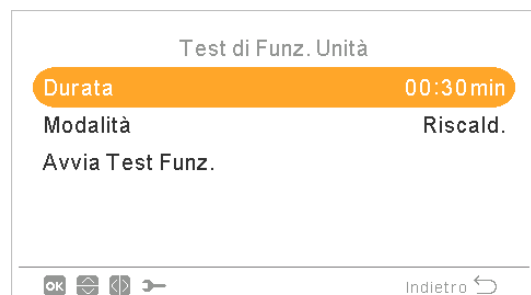 Test di Funz. Unità
Durata 00:30min
Modalità Riscald.
Avvia Test Funz.
OK Indietro